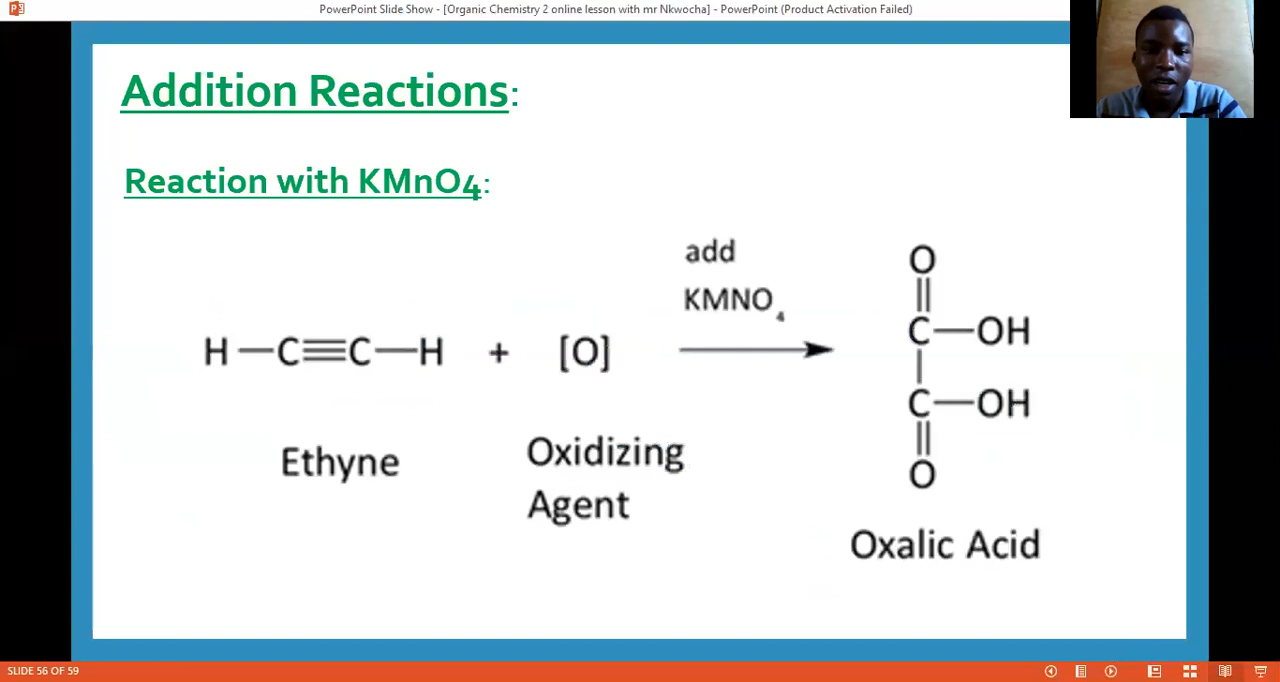 PowerPoint Slide Show - [Organic Chemistry 2 online lesson with mr Nkwocha] - PowerPoint (Product Activation Failed)
Addition Reactions:
Reaction with KMnO4:
add
KMNO4
H—C≡C—H + [O]
Ethyne
Oxidizing
Agent
O
C—OH
C—OH
O
Oxalic Acid
SLIDE 56 OF 59